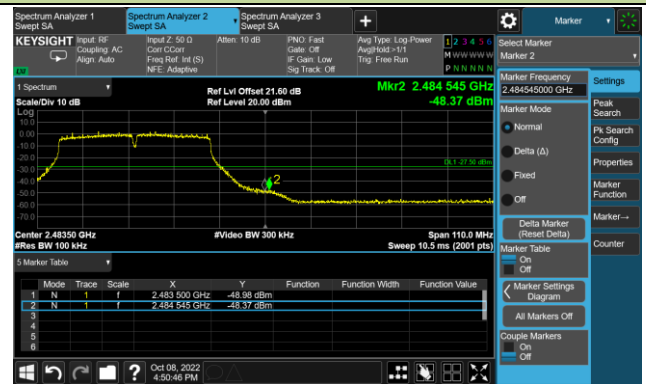 Spectrum Analyzer 1
Swept SA
Spectrum Analyzer 2
Swept SA
Spectrum Analyzer 3
Swept SA
+
Marker
KEYSIGHT
Input: RF
Coupling: AC
Align: Auto
Input Z: 50 Ω
Corr CCorr
Freq Ref: Int (S)
NFE: Adaptive
Atten: 10 dB
PNO: Fast
Gate: Off
IF Gain: Low
Sig Track: Off
Avg Type: Log-Power
Avg|Hold:>1/1
Trig: Free Run
1 2 3 4 5 6
M W W W W W
P N N N N N
LXI
1 Spectrum
Scale/Div 10 dB
Ref Lvl Offset 21.60 dB
Ref Level 20.00 dBm
Mkr2 2.484 545 GHz
-48.37 dBm
Log
10.0
0.00
-10.0
-20.0
-30.0
-40.0
-50.0
-60.0
-70.0
DL1 -27.50 dBm
2
Center 2.48350 GHz
#Res BW 100 kHz
#Video BW 300 kHz
Span 110.0 MHz
Sweep 10.5 ms (2001 pts)
5 Marker Table
Mode Trace Scale X Y Function Function Width Function Value
1 N 1 f 2.483 500 GHz -48.98 dBm
2 N 1 f 2.484 545 GHz -48.37 dBm
3
4
5
6
Select Marker
Marker 2
Marker Frequency
2.484545000 GHz
Marker Mode
Normal
Delta (Δ)
Fixed
Off
Delta Marker
(Reset Delta)
Marker Table
On
Off
Marker Settings
Diagram
All Markers Off
Couple Markers
On
Off
Settings
Peak
Search
Pk Search
Config
Properties
Marker
Function
Marker→
Counter
?
Oct 08, 2022
4:50:46 PM